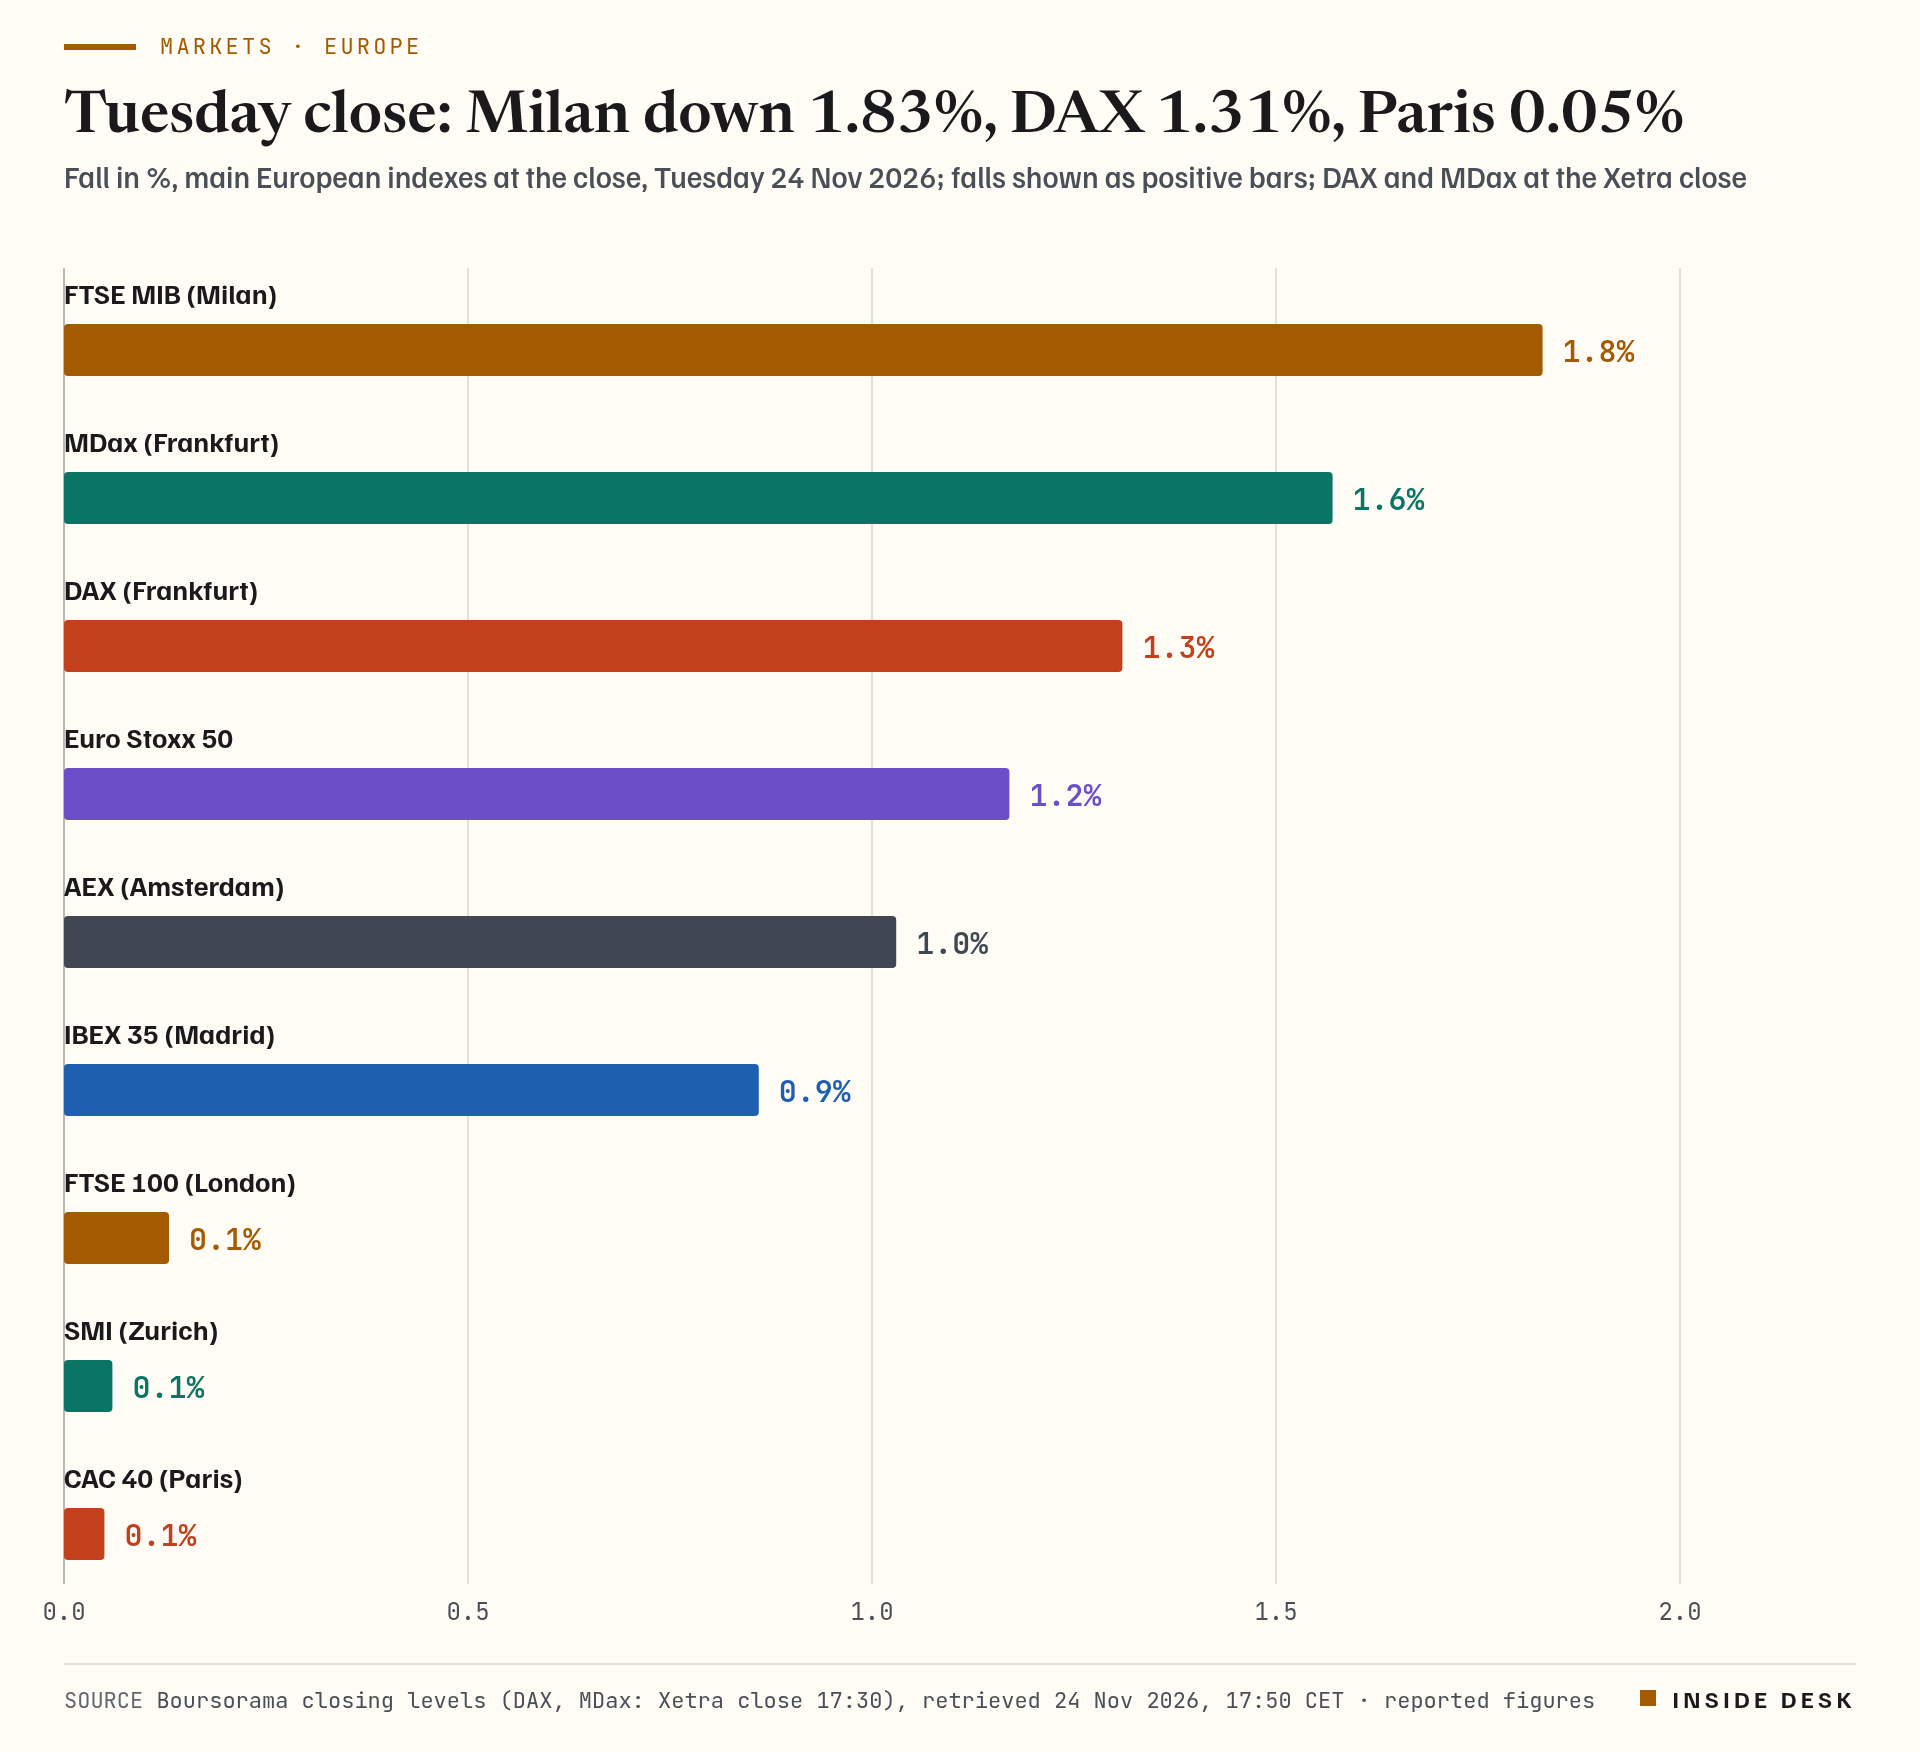 MARKETS · EUROPE
Tuesday close: Milan down 1.83%, DAX 1.31%, Paris 0.05%
Fall in %, main European indexes at the close, Tuesday 24 Nov 2026; falls shown as positive bars; DAX and MDax at the Xetra close
FTSE MIB (Milan)
1.8%
MDax (Frankfurt)
1.6%
DAX (Frankfurt)
1.3%
Euro Stoxx 50
1.2%
AEX (Amsterdam)
1.0%
IBEX 35 (Madrid)
0.9%
FTSE 100 (London)
0.1%
SMI (Zurich)
0.1%
CAC 40 (Paris)
0.1%
0.0 0.5 1.0 1.5 2.0
SOURCE Boursorama closing levels (DAX, MDax: Xetra close 17:30), retrieved 24 Nov 2026, 17:50 CET · reported figures INSIDE DESK